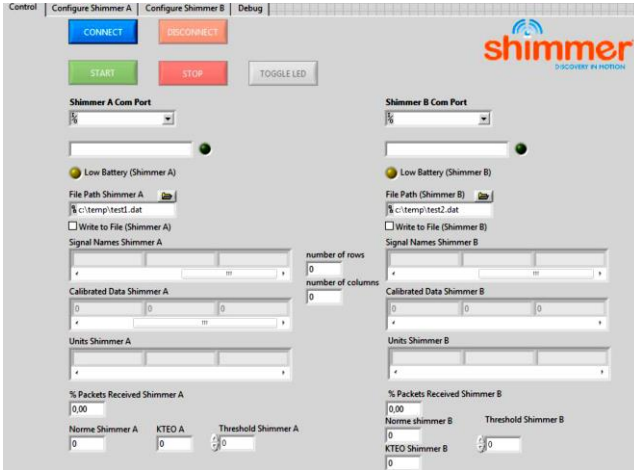 Control Configure Shimmer A Configure Shimmer B Debug
CONNECT DISCONNECT
shimmer
DISCOVERY IN MOTION
START STOP TOGGLE LED
Shimmer A Com Port Shimmer B Com Port
Low Battery (Shimmer A) Low Battery (Shimmer B)
File Path Shimmer A File Path (Shimmer B)
c:\temp\test1.dat c:\temp\test2.dat
Write to File (Shimmer A) Write to File (Shimmer B)
Signal Names Shimmer A Signal Names Shimmer B
number of rows
0
number of columns
0
Calibrated Data Shimmer A Calibrated Data Shimmer B
0 0 0 0 0 0
Units Shimmer A Units Shimmer B
% Packets Received Shimmer A % Packets Received Shimmer B
0,00 0,00
Norme Shimmer A KTEO A Threshold Shimmer A Norme shimmer B Threshold Shimmer B
0 0 0 0 0
KTEO Shimmer B
0